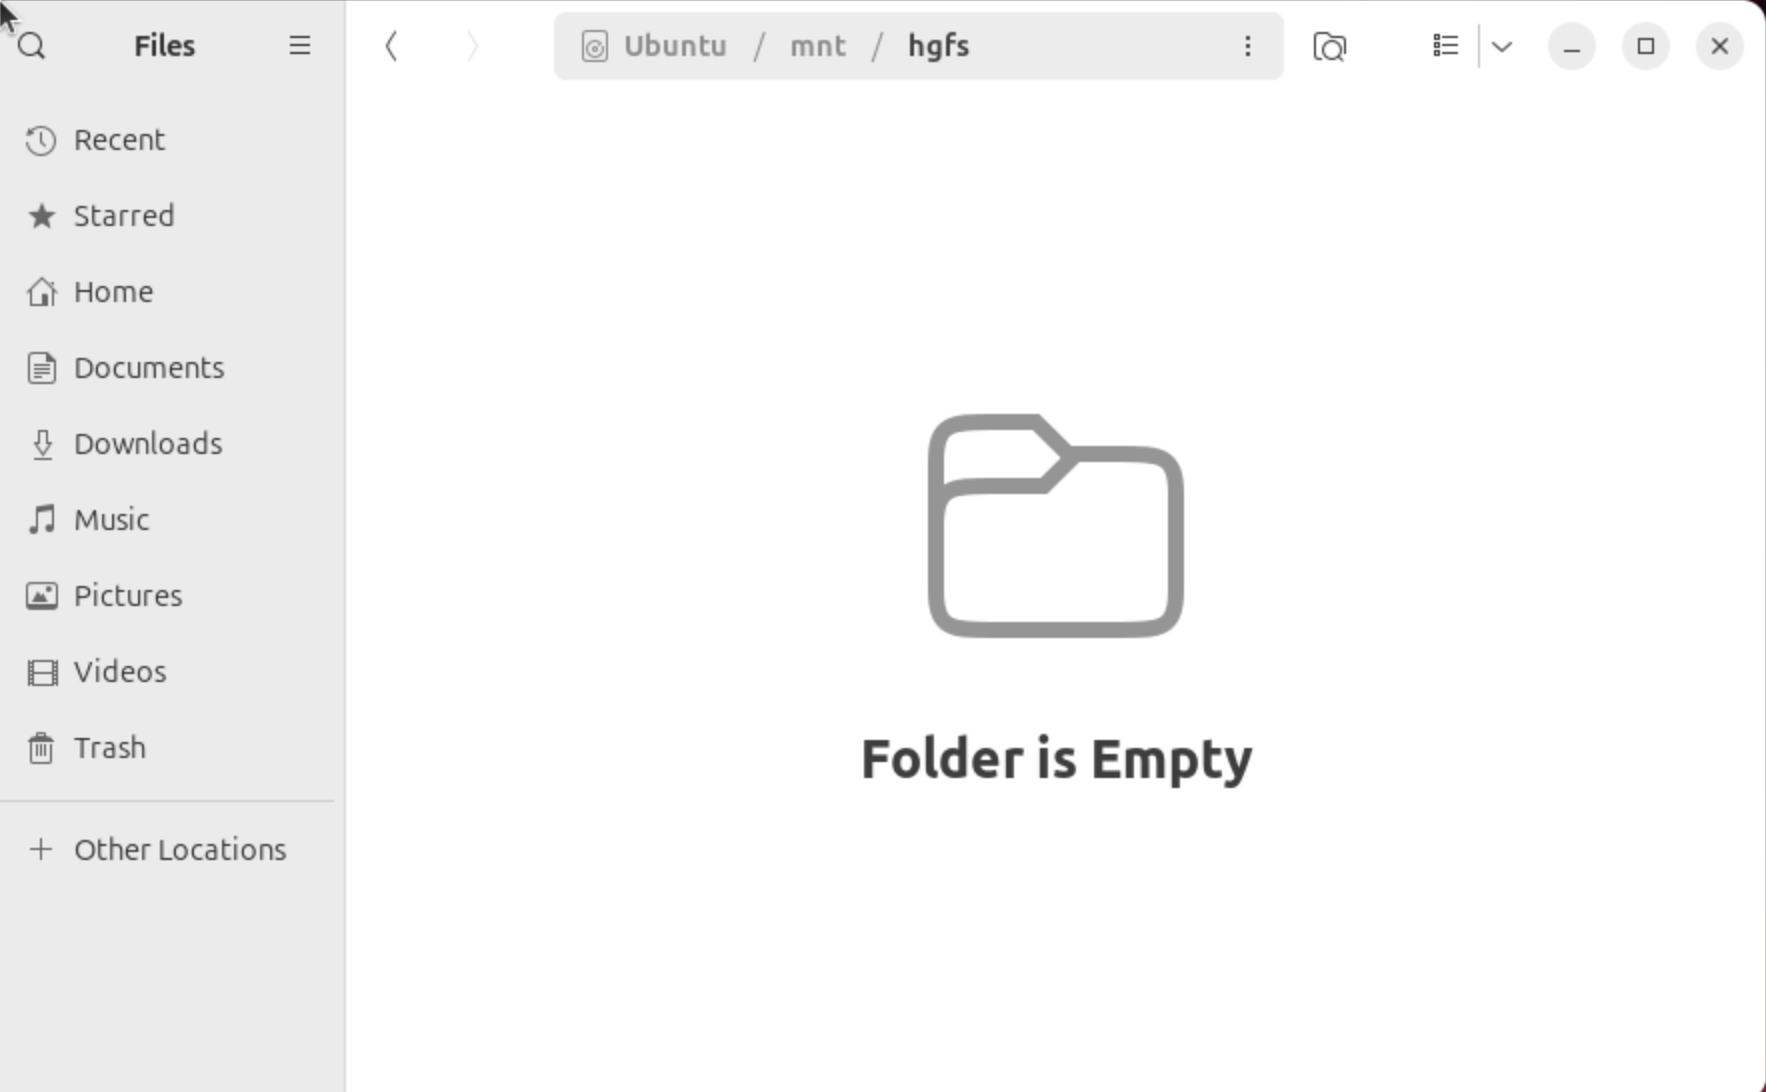 Files
Ubuntu / mnt / hgfs
Recent
Starred
Home
Documents
Downloads
Music
Pictures
Videos
Trash
Other Locations
Folder is Empty